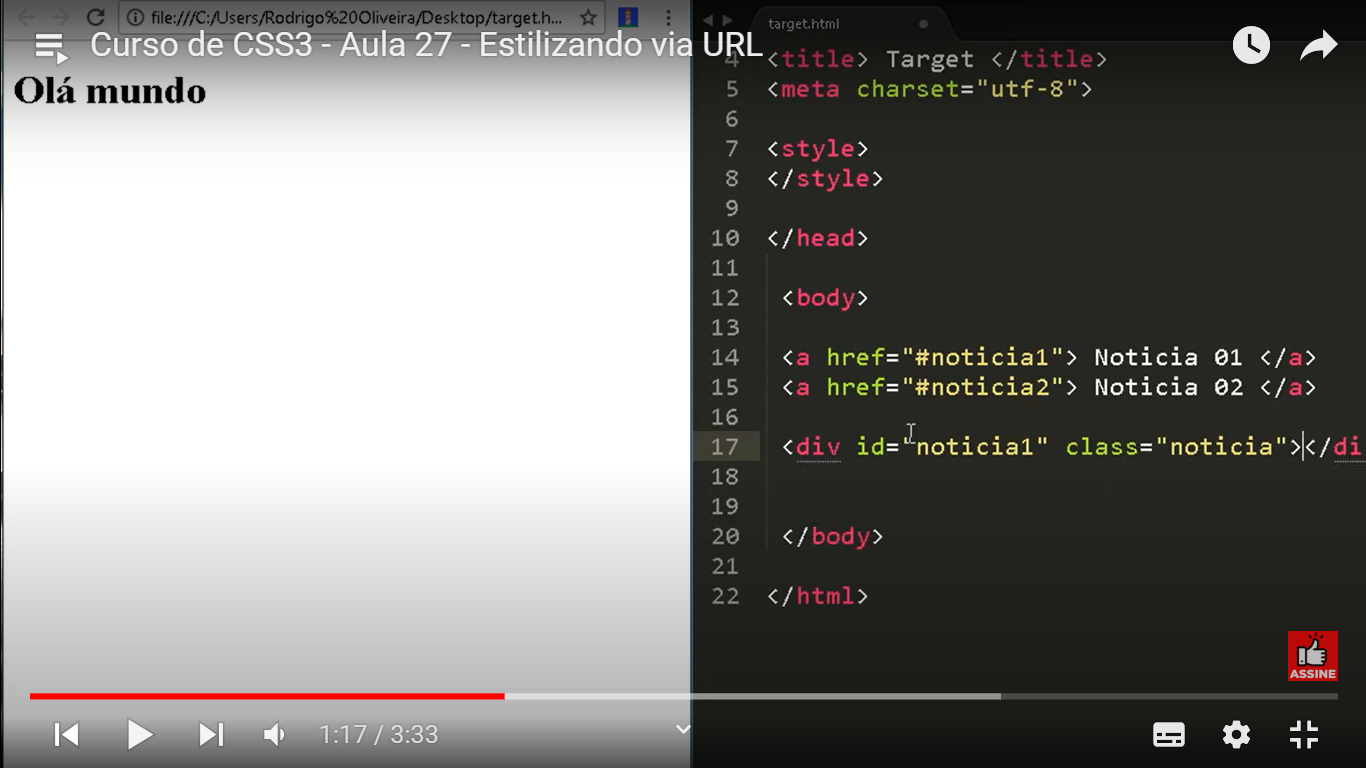 file:///C:/Users/Rodrigo%20Oliveira/Desktop/target.h...
Curso de CSS3 - Aula 27 - Estilizando via URL
Olá mundo
target.html
4 <title> Target </title>
5 <meta charset="utf-8">
6
7 <style>
8 </style>
9
10 </head>
11
12 <body>
13
14 <a href="#noticia1"> Noticia 01 </a>
15 <a href="#noticia2"> Noticia 02 </a>
16
17 <div id="noticia1" class="noticia"></di
18
19
20 </body>
21
22 </html>
ASSINE
1:17 / 3:33